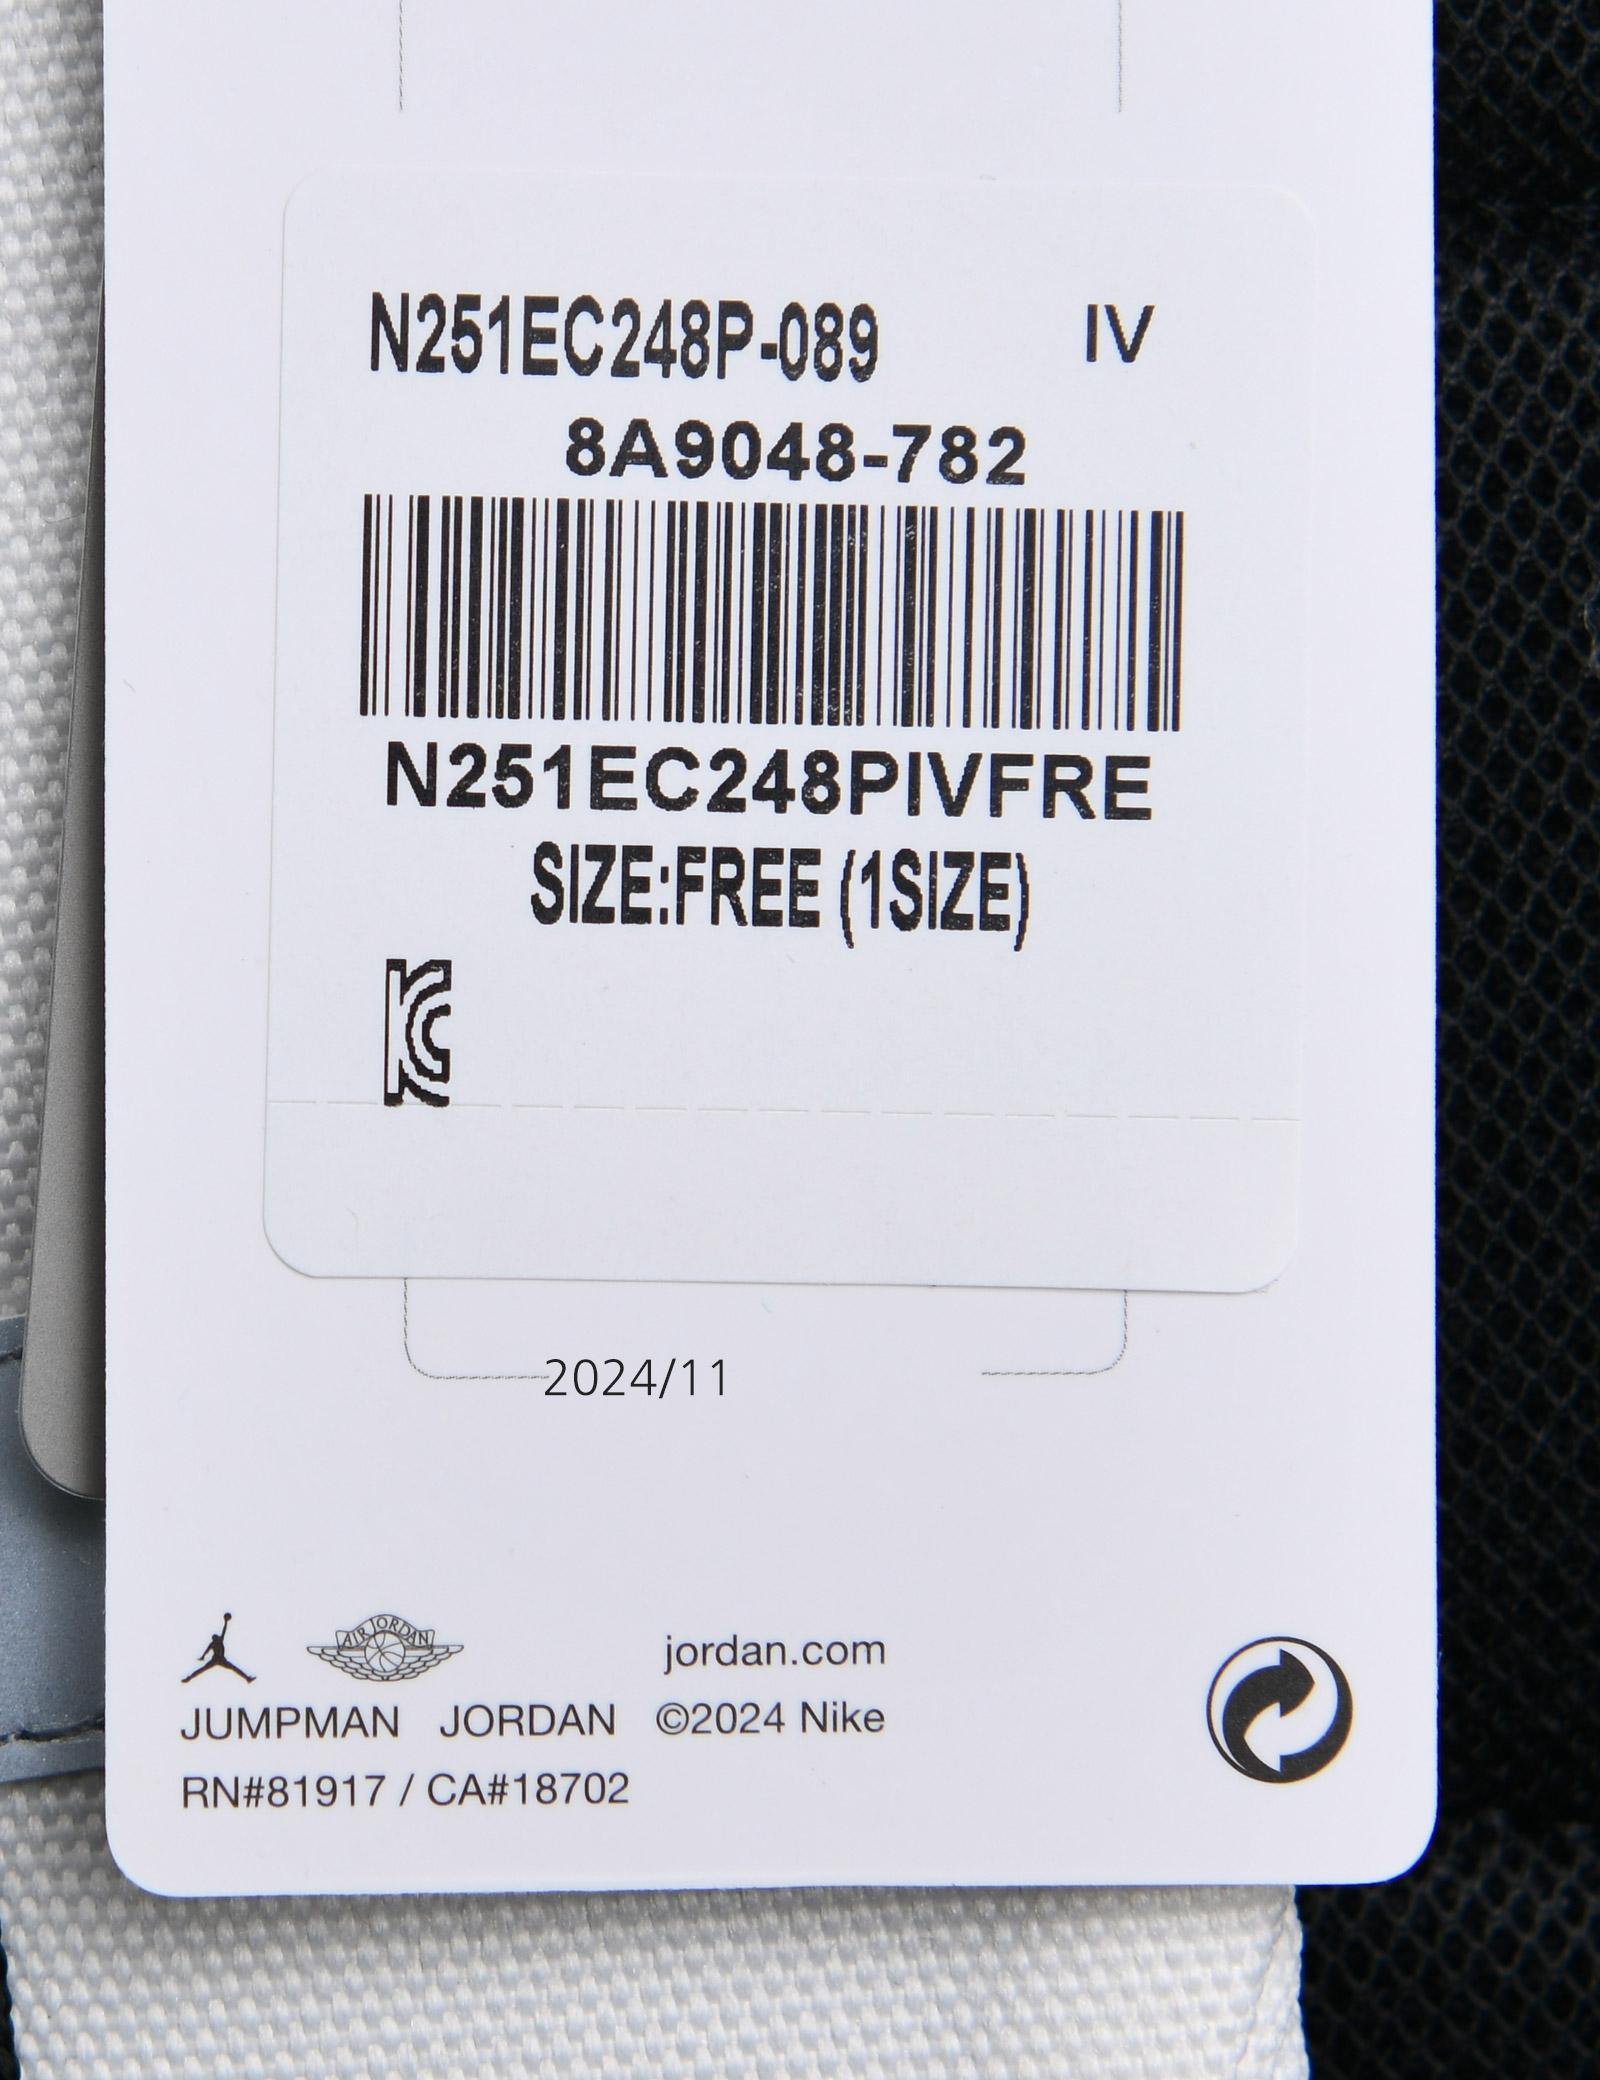 N251EC248P-089 IV
8A9048-782
N251EC248PIVFRE
SIZE:FREE (1SIZE)
KC
2024/11
AIR JORDAN
jordan.com
JUMPMAN JORDAN ©2024 Nike
RN#81917 / CA#18702